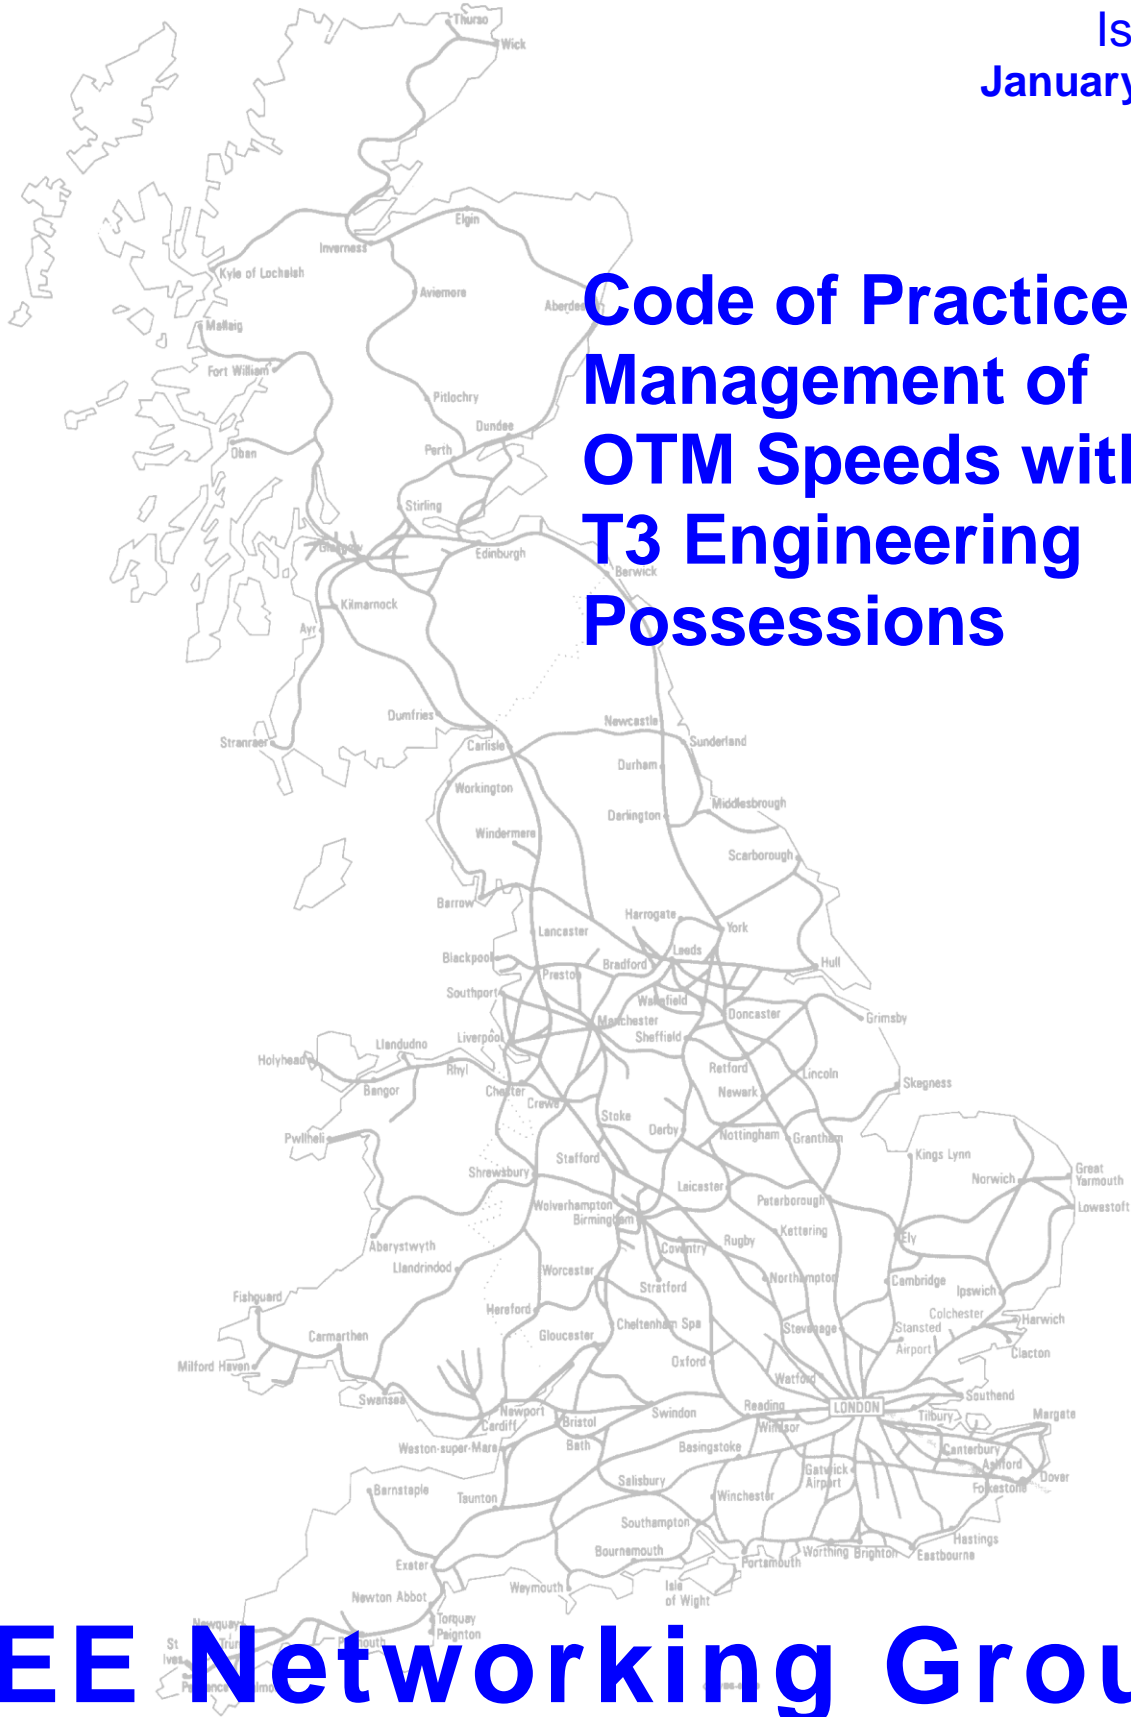 Is
January
Thurso
Wick
Elgin
Inverness
Kyle of Lochalsh
Aviemore
Code of Practice
Mallaig
Management of
Fort William
Pitlochry
Dundee
OTM Speeds with
Oban
Perth
Stirling
T3 Engineering
Edinburgh
Berwick
Possessions
Kilmarnock
Ayr
Dumfries
Stranraer
Newcastle
Carlisle
Sunderland
Durham
Workington
Middlesbrough
Darlington
Windermere
Scarborough
Barrow
Harrogate
Lancaster
York
Blackpool
Leeds
Preston
Bradford
Hull
Southport
Wakefield
Manchester
Doncaster
Grimsby
Llandudno
Liverpool
Sheffield
Holyhead
Rhyl
Retford
Lincoln
Bangor
Chester
Crewe
Newark
Skegness
Stoke
Pwllheli
Derby
Nottingham
Grantham
Stafford
Kings Lynn
Shrewsbury
Norwich
Great
Yarmouth
Leicester
Peterborough
Wolverhampton
Birmingham
Lowestoft
Aberystwyth
Coventry
Rugby
Kettering
Ely
Llandrindod
Worcester
Stratford
Northampton
Cambridge
Ipswich
Fishguard
Hereford
Cheltenham Spa
Colchester
Harwich
Carmarthen
Gloucester
Stevenage
Stansted
Airport
Clacton
Milford Haven
Oxford
Watford
Swansea
Newport
Cardiff
Bristol
Swindon
Reading
Windsor
LONDON
Southend
Tilbury
Margate
Weston-super-Mare
Bath
Basingstoke
Canterbury
Ashford
Dover
Folkestone
Gatwick
Airport
Barnstaple
Taunton
Salisbury
Winchester
Southampton
Hastings
Exeter
Bournemouth
Portsmouth
Worthing
Brighton
Eastbourne
Newton Abbot
Weymouth
Isle
of Wight
Torquay
Paignton
Newquay
St
Ives
EE Networking Grou